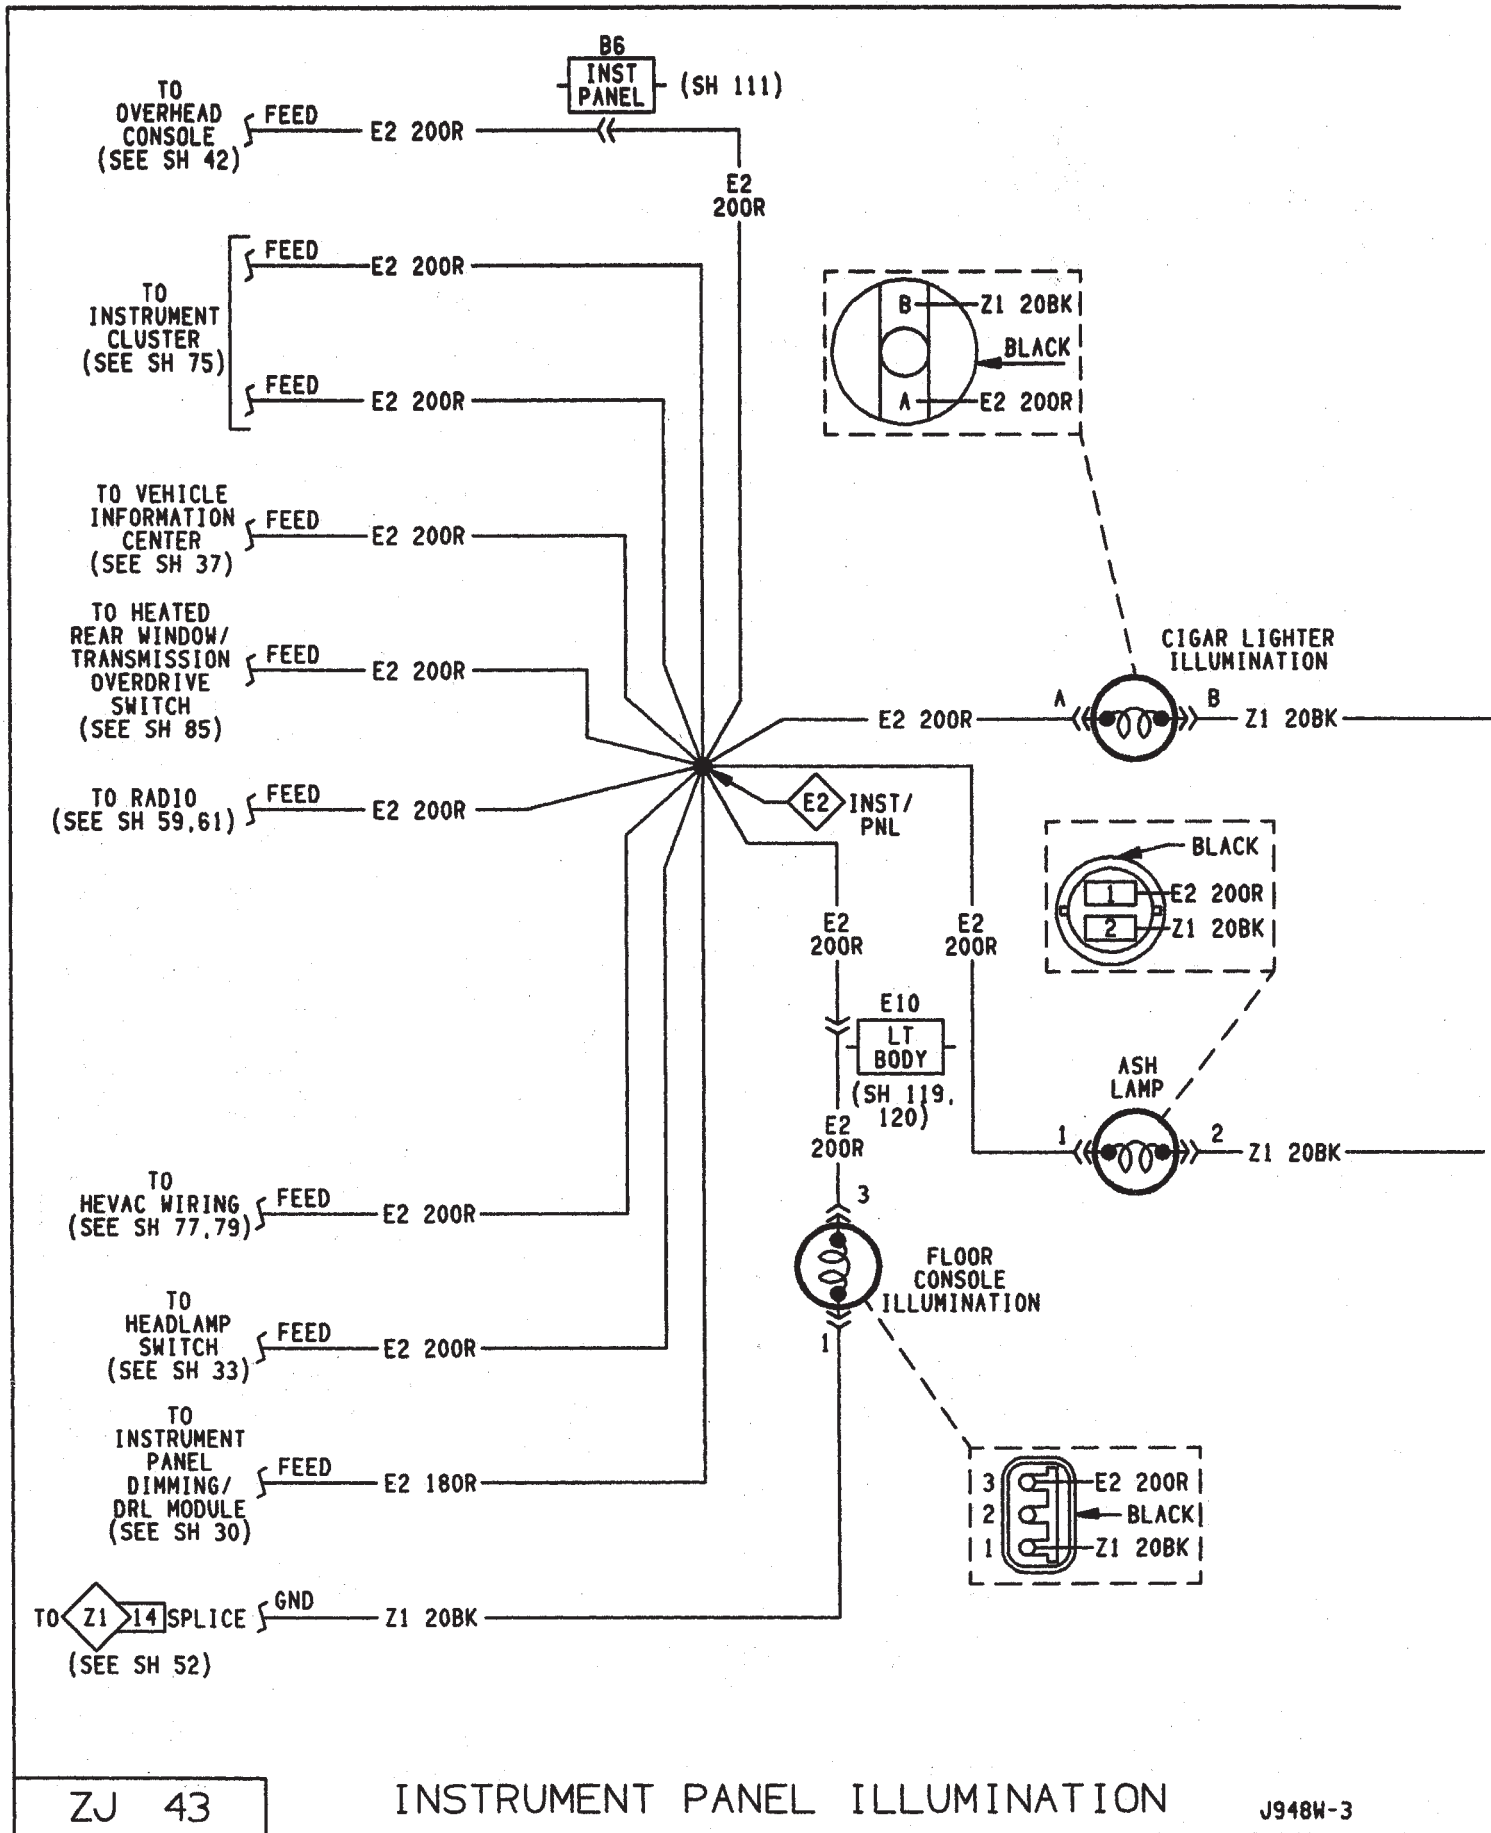 B6
INST
PANEL
(SH 111)
TO
OVERHEAD
CONSOLE
(SEE SH 42)
FEED
E2 200R
E2
200R
TO
INSTRUMENT
CLUSTER
(SEE SH 75)
FEED
E2 200R
FEED
E2 200R
B
Z1 20BK
BLACK
A
E2 200R
TO VEHICLE
INFORMATION
CENTER
(SEE SH 37)
FEED
E2 200R
TO HEATED
REAR WINDOW/
TRANSMISSION
OVERDRIVE
SWITCH
(SEE SH 85)
FEED
E2 200R
CIGAR LIGHTER
ILLUMINATION
E2 200R
A
B
Z1 20BK
TO RADIO
(SEE SH 59,61)
FEED
E2 200R
E2
INST/
PNL
BLACK
1
E2 200R
2
Z1 20BK
E2
200R
E2
200R
E10
LT
BODY
(SH 119,
120)
E2
200R
ASH
LAMP
1
2
Z1 20BK
TO
HEVAC WIRING
(SEE SH 77,79)
FEED
E2 200R
3
FLOOR
CONSOLE
ILLUMINATION
1
TO
HEADLAMP
SWITCH
(SEE SH 33)
FEED
E2 200R
TO
INSTRUMENT
PANEL
DIMMING/
DRL MODULE
(SEE SH 30)
FEED
E2 180R
3
E2 200R
2
BLACK
1
Z1 20BK
TO Z1 14 SPLICE
(SEE SH 52)
GND
Z1 20BK
ZJ 43
INSTRUMENT PANEL ILLUMINATION
J948W-3